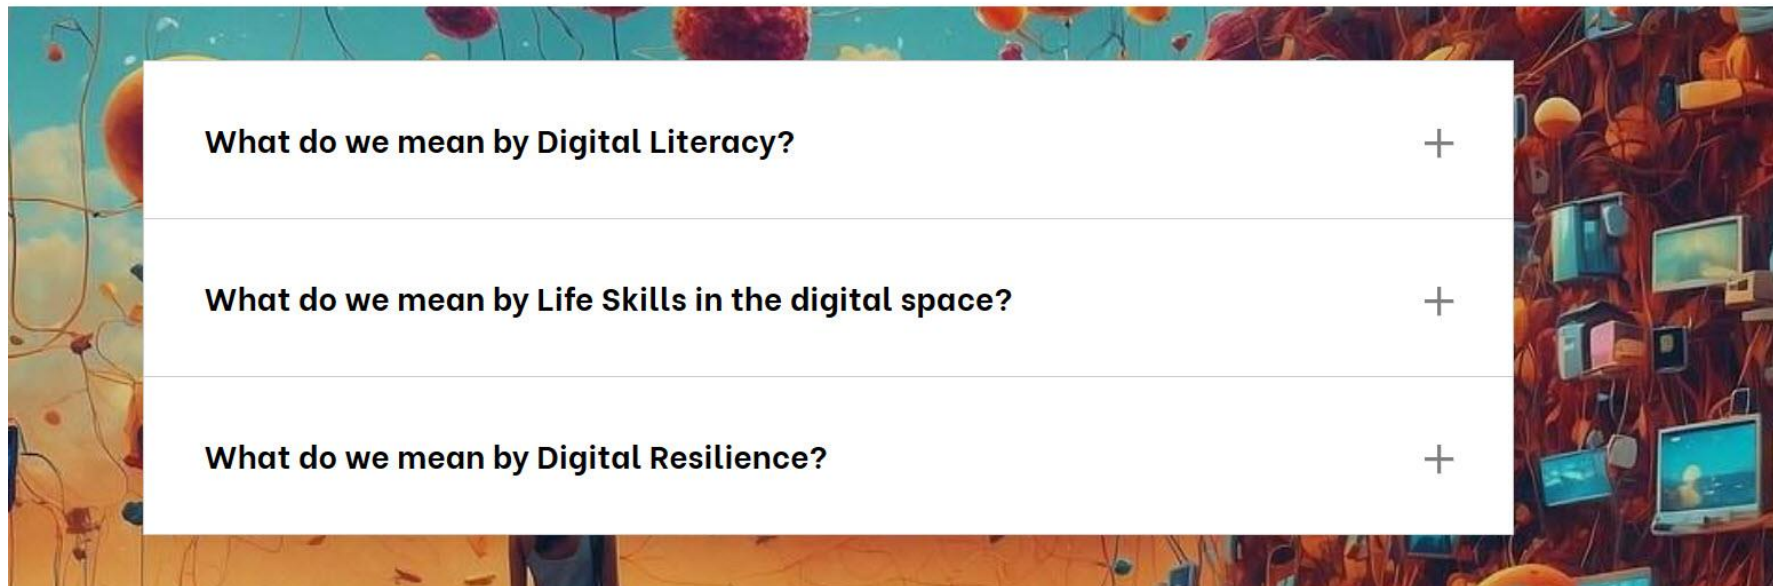 What do we mean by Digital Literacy?
What do we mean by Life Skills in the digital space?
What do we mean by Digital Resilience?